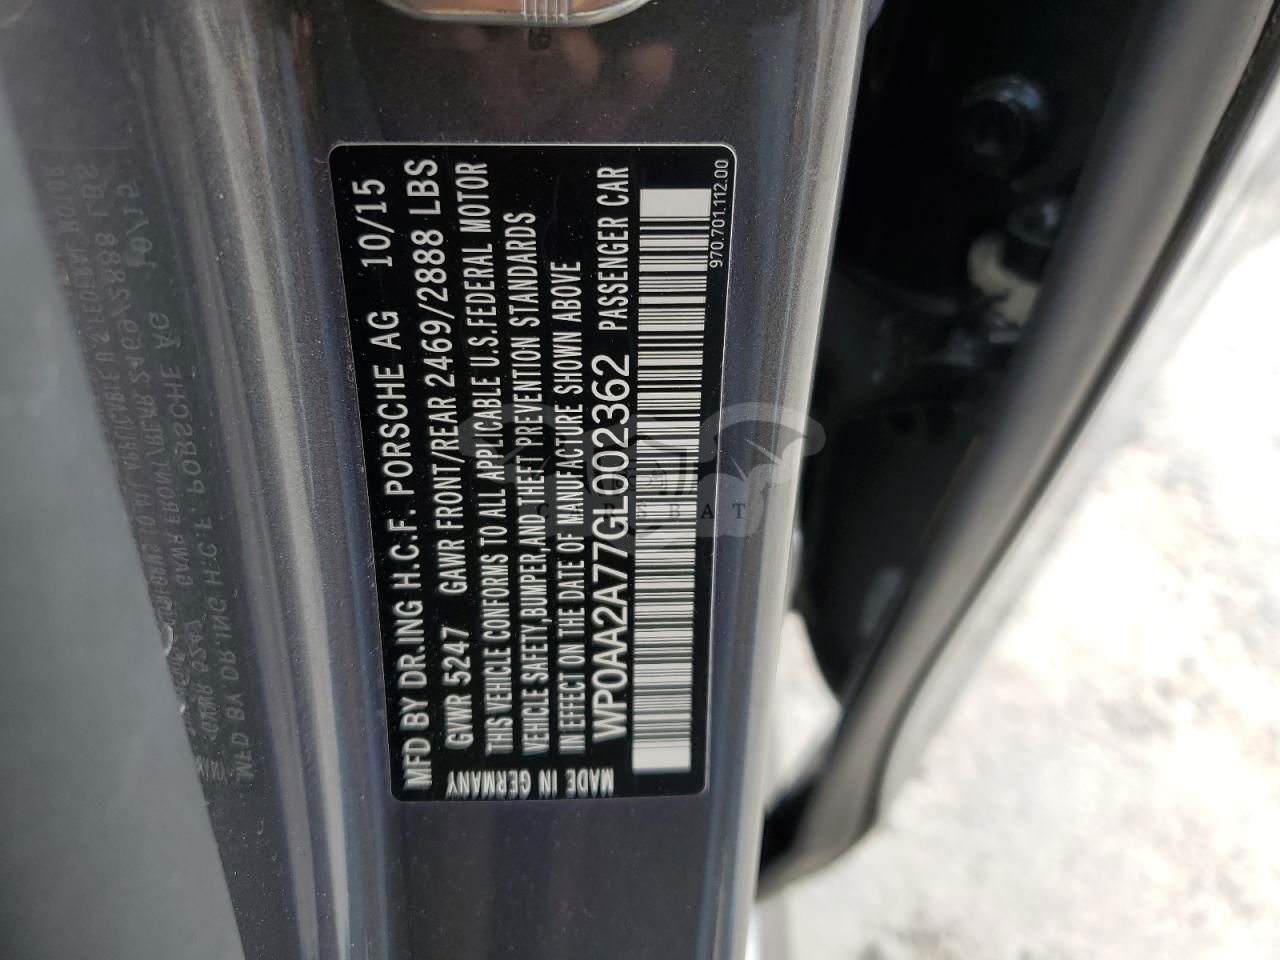 MFD BY DR.ING H.C.F. PORSCHE AG 10/15
GVWR 5247 GAWR FRONT/REAR 2469/2888 LBS
THIS VEHICLE CONFORMS TO ALL APPLICABLE U.S.FEDERAL MOTOR
VEHICLE SAFETY,BUMPER,AND THEFT PREVENTION STANDARDS
IN EFFECT ON THE DATE OF MANUFACTURE SHOWN ABOVE
WP0AA2A77GL002362 PASSENGER CAR
970.701.112.00
MADE IN GERMANY
CARSBAT